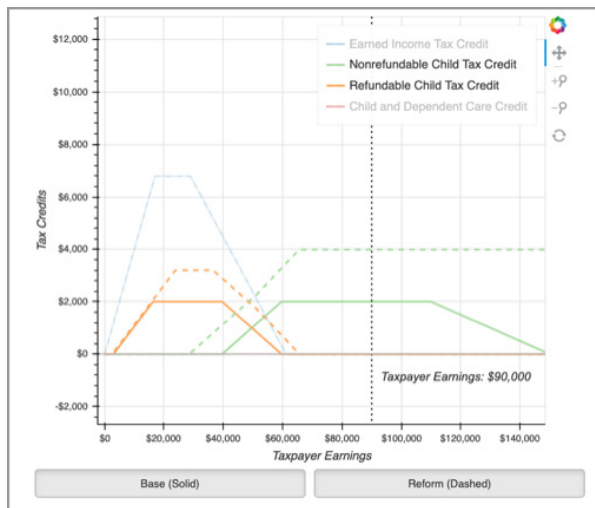 $12,000
$10,000
$8,000
$6,000
$4,000
$2,000
$0
-$2,000
Tax Credits
Earned Income Tax Credit
Nonrefundable Child Tax Credit
Refundable Child Tax Credit
Child and Dependent Care Credit
Taxpayer Earnings: $90,000
$0 $20,000 $40,000 $60,000 $80,000 $100,000 $120,000 $140,000
Taxpayer Earnings
Base (Solid) Reform (Dashed)